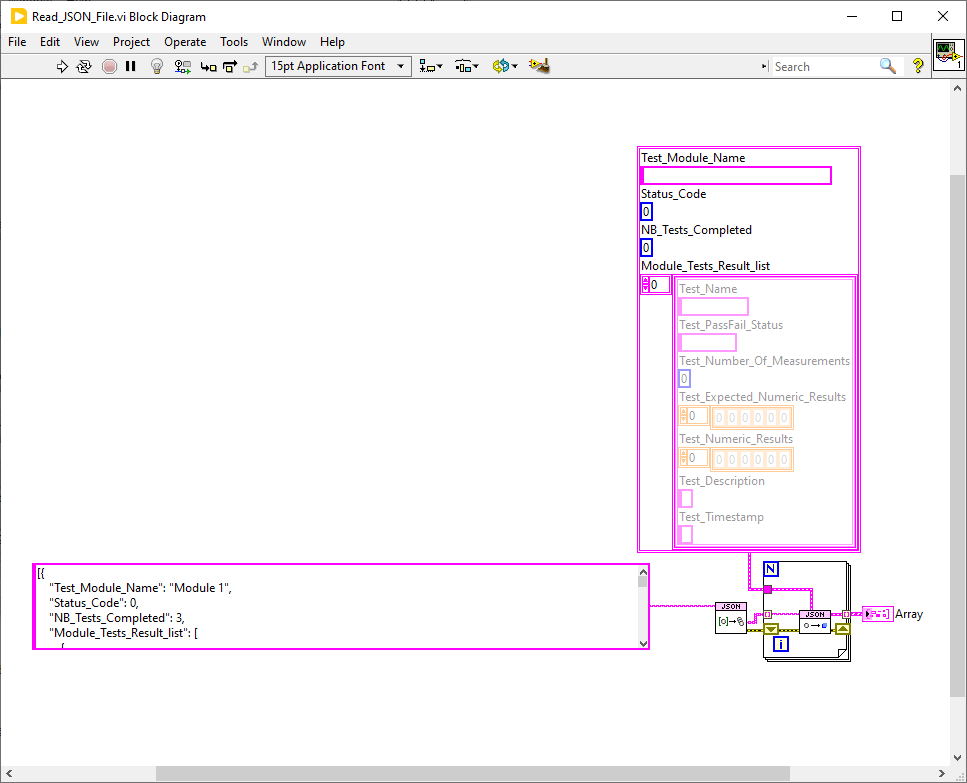 Read_JSON_File.vi Block Diagram
File Edit View Project Operate Tools Window Help
15pt Application Font
Search
?
1
Test_Module_Name
Status_Code
0
NB_Tests_Completed
0
Module_Tests_Result_list
0
Test_Name
Test_PassFail_Status
Test_Number_Of_Measurements
0
Test_Expected_Numeric_Results
0 0 0 0 0 0 0
Test_Numeric_Results
0 0 0 0 0 0 0
Test_Description
Test_Timestamp
[{
"Test_Module_Name": "Module 1",
"Status_Code": 0,
"NB_Tests_Completed": 3,
"Module_Tests_Result_list": [
{
N
JSON
JSON
Array
i